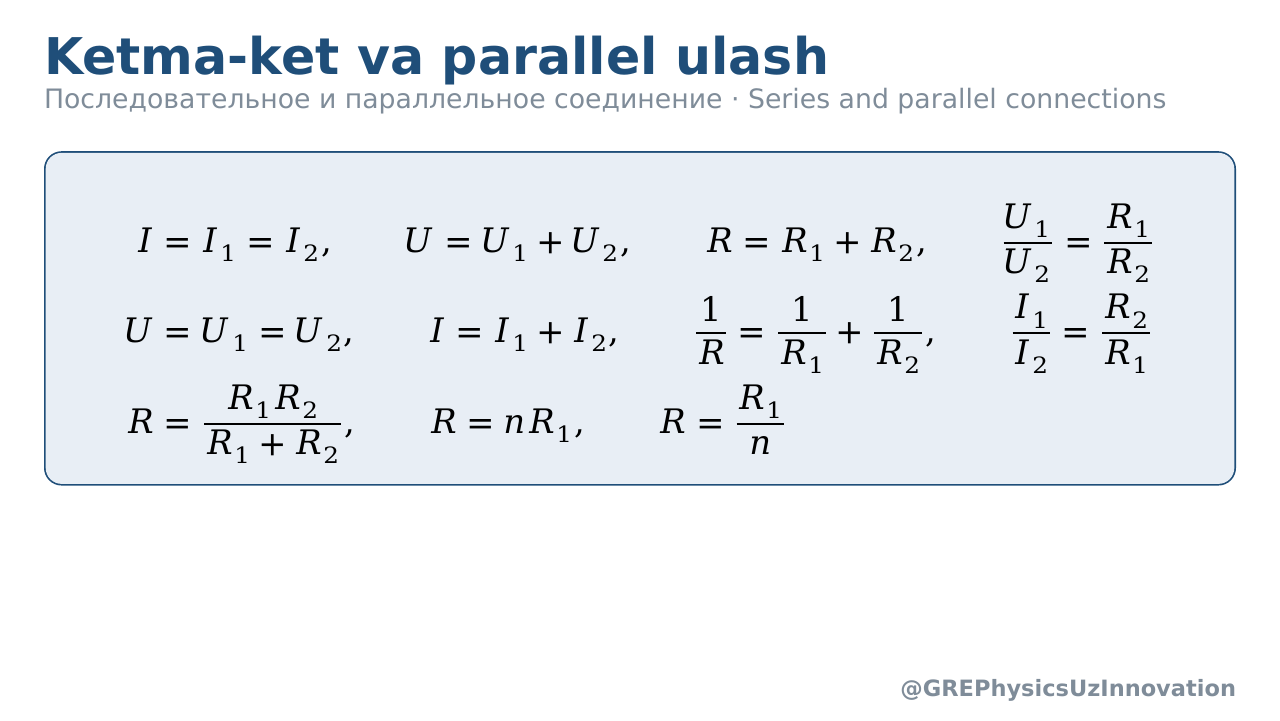 Ketma-ket va parallel ulash
Последовательное и параллельное соединение · Series and parallel connections
I = I₁ = I₂, U = U₁ + U₂, R = R₁ + R₂, U₁/U₂ = R₁/R₂
U = U₁ = U₂, I = I₁ + I₂, 1/R = 1/R₁ + 1/R₂, I₁/I₂ = R₂/R₁
R = R₁R₂/(R₁ + R₂), R = nR₁, R = R₁/n
@GREPhysicsUzInnovation